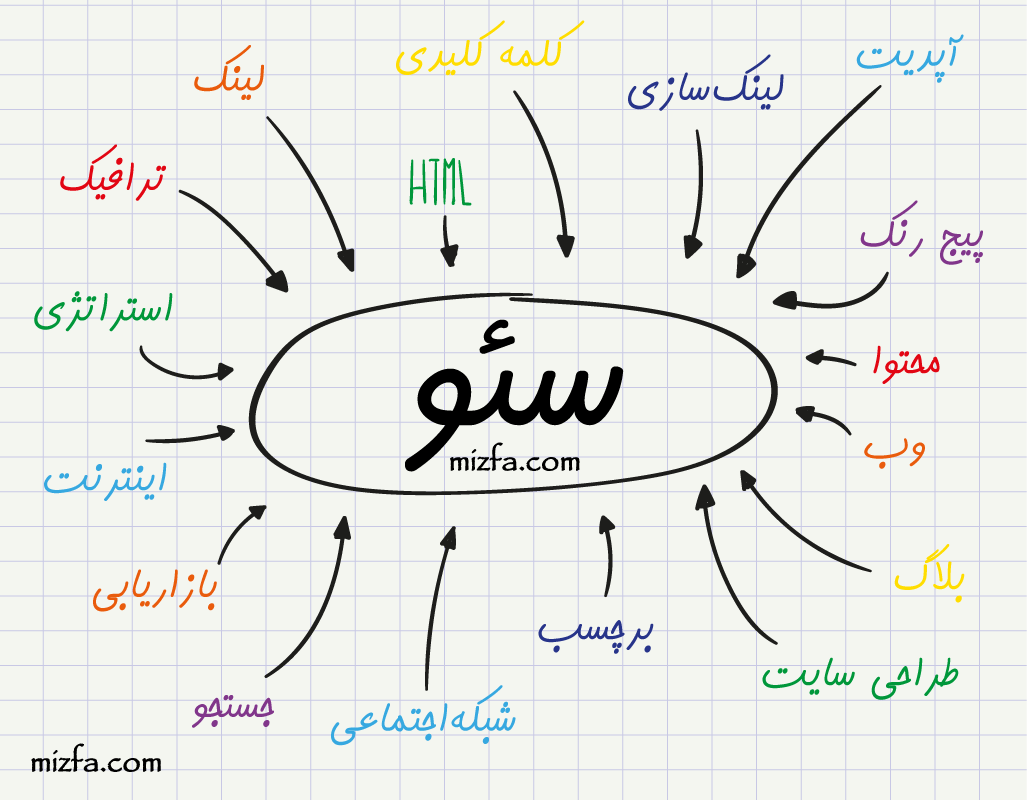 آپدیت
کلمه کلیدی
لینک
لینک‌سازی
ترافیک
HTML
پیج رنک
استراتژی
محتوا
سئو
وب
mizfa.com
اینترنت
بلاگ
بازاریابی
برچسب
طراحی سایت
جستجو
شبکه‌اجتماعی
mizfa.com